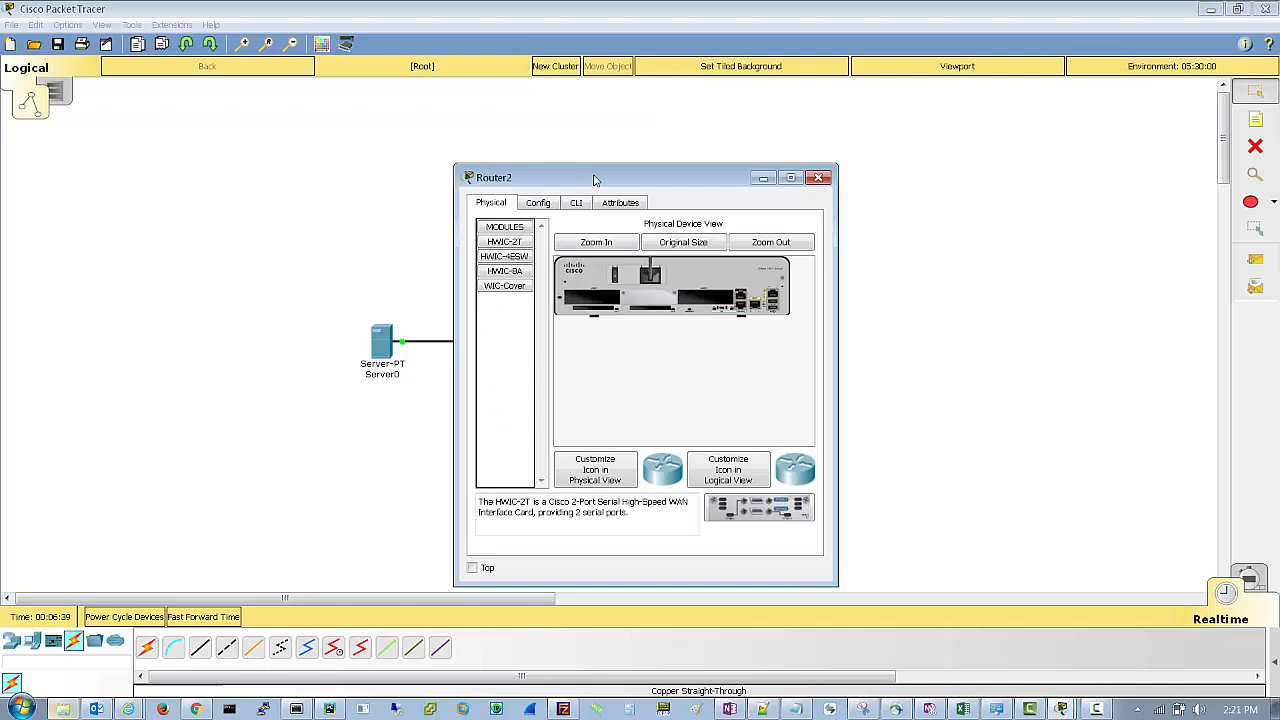 Cisco Packet Tracer
File Edit Options View Tools Extensions Help
Logical
Back
[Root]
New Cluster
Move Object
Set Tiled Background
Viewport
Environment: 05:30:00
Router2
Physical
Config
CLI
Attributes
MODULES
HWIC-2T
HWIC-4ESW
HWIC-8A
WIC-Cover
Physical Device View
Zoom In
Original Size
Zoom Out
CISCO
Server-PT
Server0
Customize
Icon in
Physical View
Customize
Icon in
Logical View
The HWIC-2T is a Cisco 2-Port Serial High-Speed WAN
Interface Card, providing 2 serial ports.
Top
Time: 00:06:39
Power Cycle Devices
Fast Forward Time
Realtime
Copper Straight-Through
2:21 PM